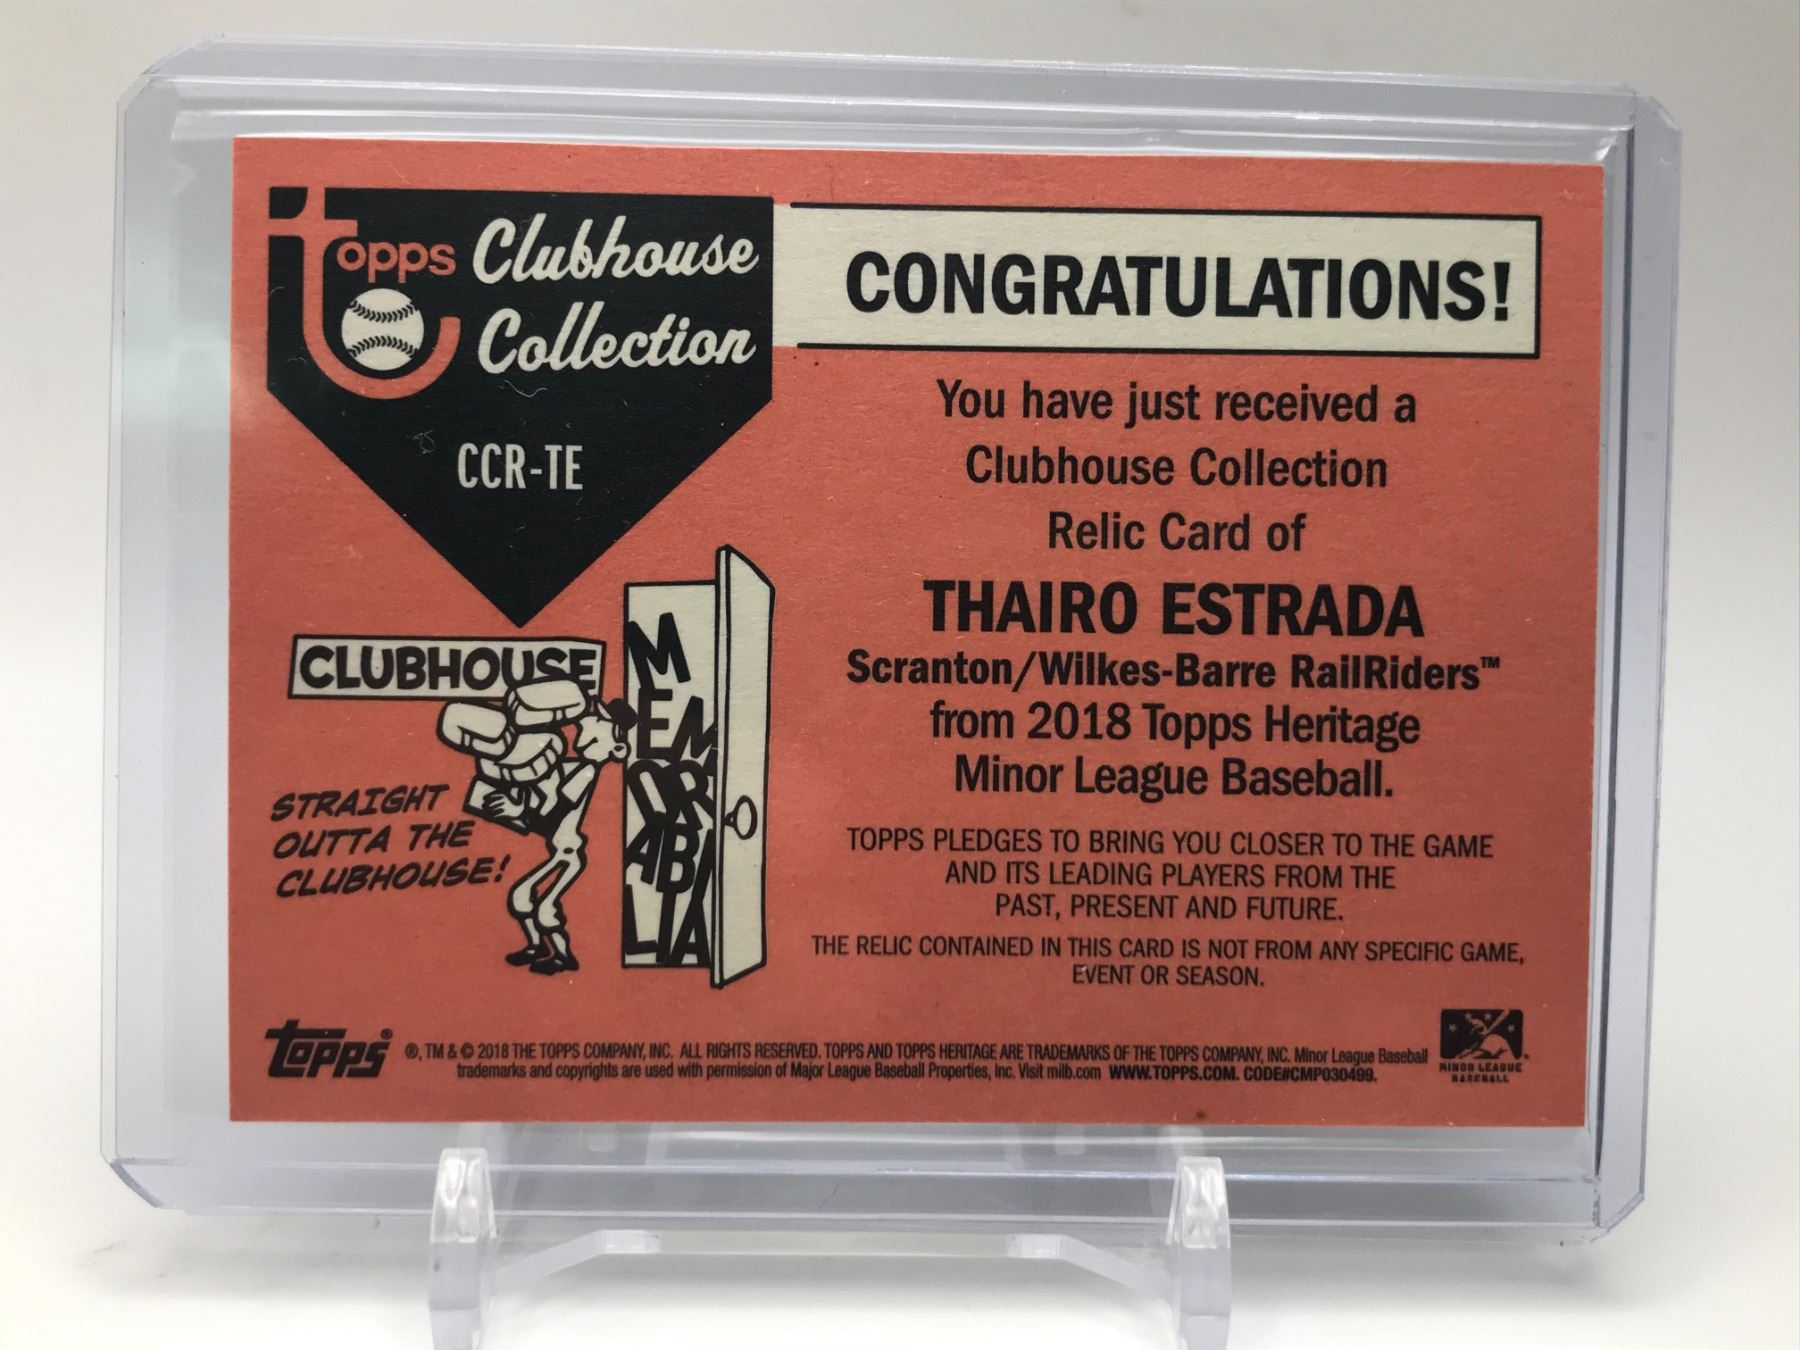 topps Clubhouse
Collection
CCR-TE
CONGRATULATIONS!
You have just received a
Clubhouse Collection
Relic Card of
THAIRO ESTRADA
Scranton/Wilkes-Barre RailRiders™
from 2018 Topps Heritage
Minor League Baseball.
TOPPS PLEDGES TO BRING YOU CLOSER TO THE GAME
AND ITS LEADING PLAYERS FROM THE
PAST, PRESENT AND FUTURE.
THE RELIC CONTAINED IN THIS CARD IS NOT FROM ANY SPECIFIC GAME,
EVENT OR SEASON.
CLUBHOUSE
MEMORABILIA
STRAIGHT
OUTTA THE
CLUBHOUSE!
topps®
®, TM & © 2018 THE TOPPS COMPANY, INC. ALL RIGHTS RESERVED. TOPPS AND TOPPS HERITAGE ARE TRADEMARKS OF THE TOPPS COMPANY, INC. Minor League Baseball
trademarks and copyrights are used with permission of Major League Baseball Properties, Inc. Visit milb.com WWW.TOPPS.COM. CODE#CMP030499.
MINOR LEAGUE
BASEBALL